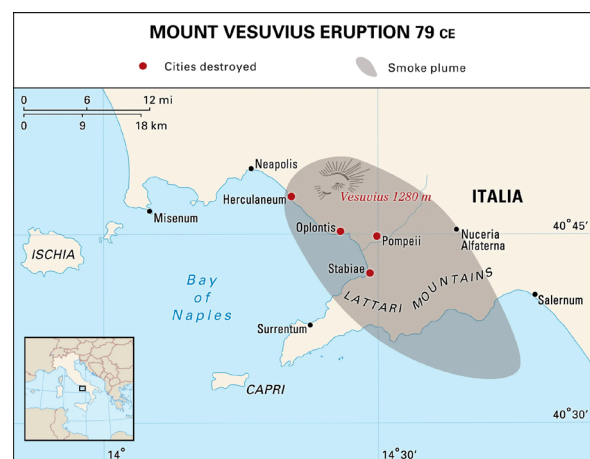 MOUNT VESUVIUS ERUPTION 79 CE
Cities destroyed
Smoke plume
0 6 12 mi
0 9 18 km
Neapolis
Herculaneum
Vesuvius 1280 m
ITALIA
Misenum
Oplontis
Pompeii
Nuceria
Alfaterna
40°45'
ISCHIA
Stabiae
LATTARI MOUNTAINS
Bay
of
Naples
Salernum
Surrentum
CAPRI
40°30'
14°
14°30'